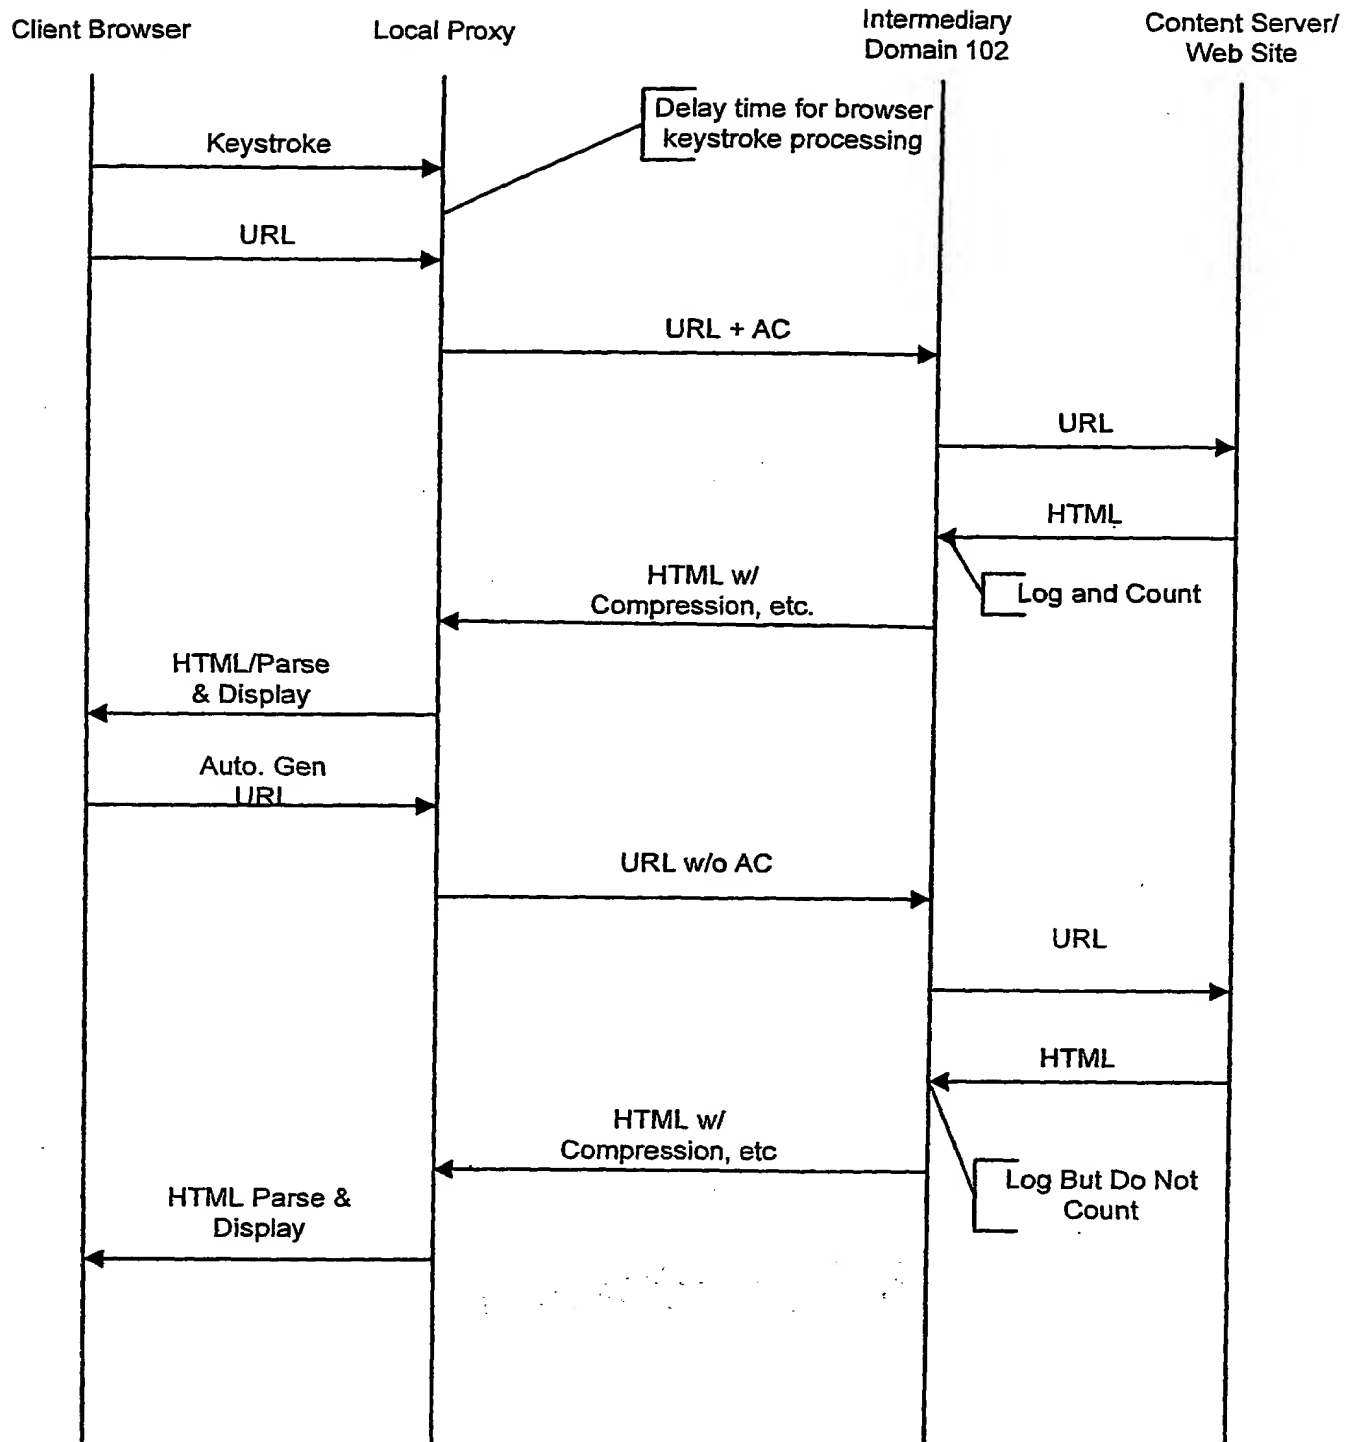 Client Browser
Local Proxy
Intermediary
Domain 102
Content Server/
Web Site
Delay time for browser
keystroke processing
Keystroke
URL
URL + AC
URL
HTML
Log and Count
HTML w/
Compression, etc.
HTML/Parse
& Display
Auto. Gen
URL
URL w/o AC
URL
HTML
HTML w/
Compression, etc
Log But Do Not
Count
HTML Parse &
Display